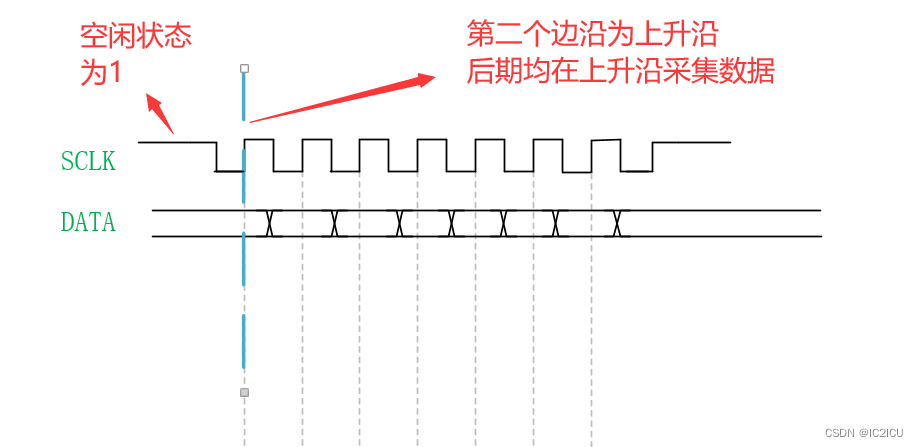 空闲状态
为1
第二个边沿为上升沿
后期均在上升沿采集数据
SCLK
DATA
CSDN @IC2ICU